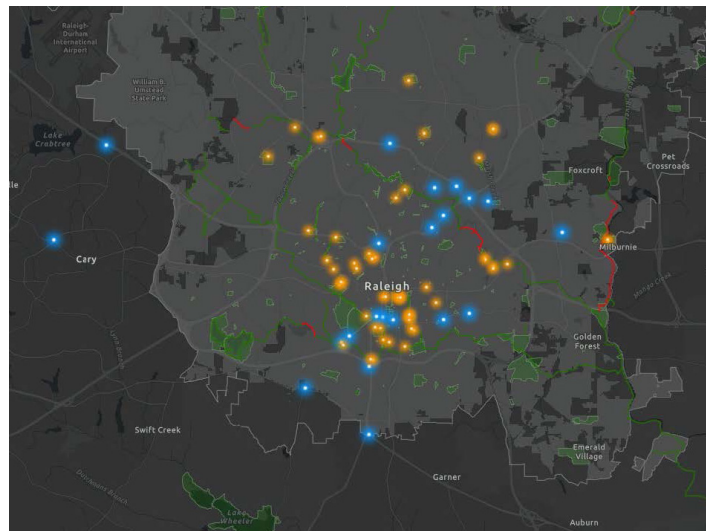 Raleigh-
Durham
International
Airport
William B.
Umstead
State Park
Lake
Crabtree
Foxcroft
Pet
Crossroads
Milburnie
Cary
Raleigh
Golden
Forest
Swift Creek
Emerald
Village
Garner
Lake
Wheeler
Auburn